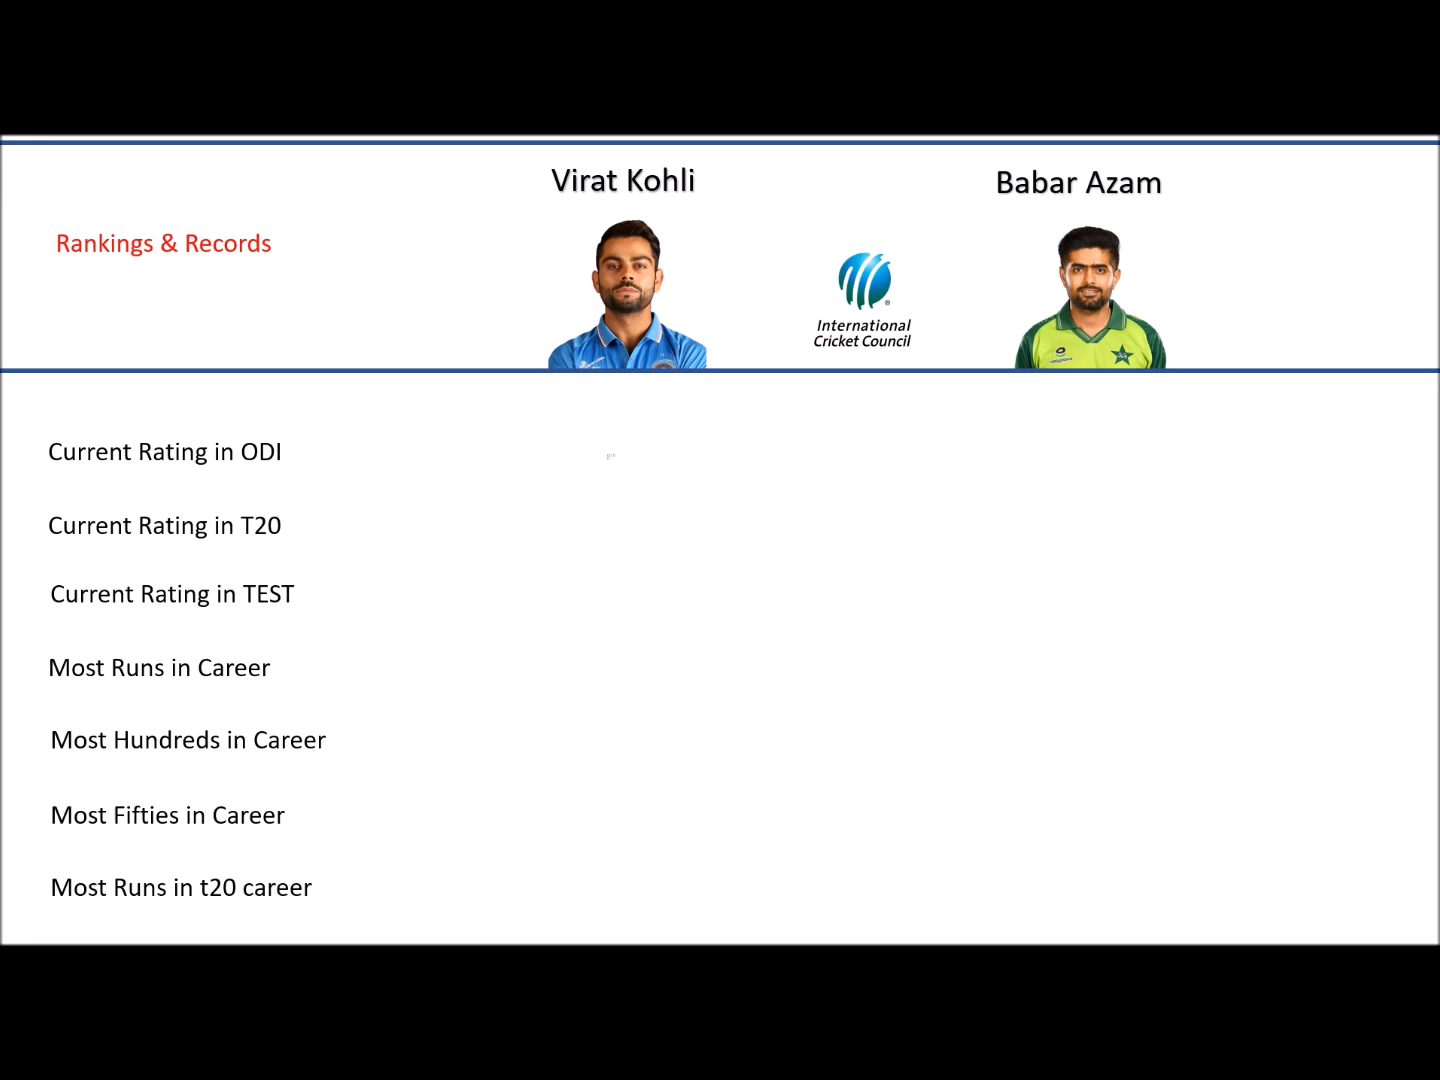 Virat Kohli
Babar Azam
Rankings & Records
International
Cricket Council
Current Rating in ODI
Current Rating in T20
Current Rating in TEST
Most Runs in Career
Most Hundreds in Career
Most Fifties in Career
Most Runs in t20 career